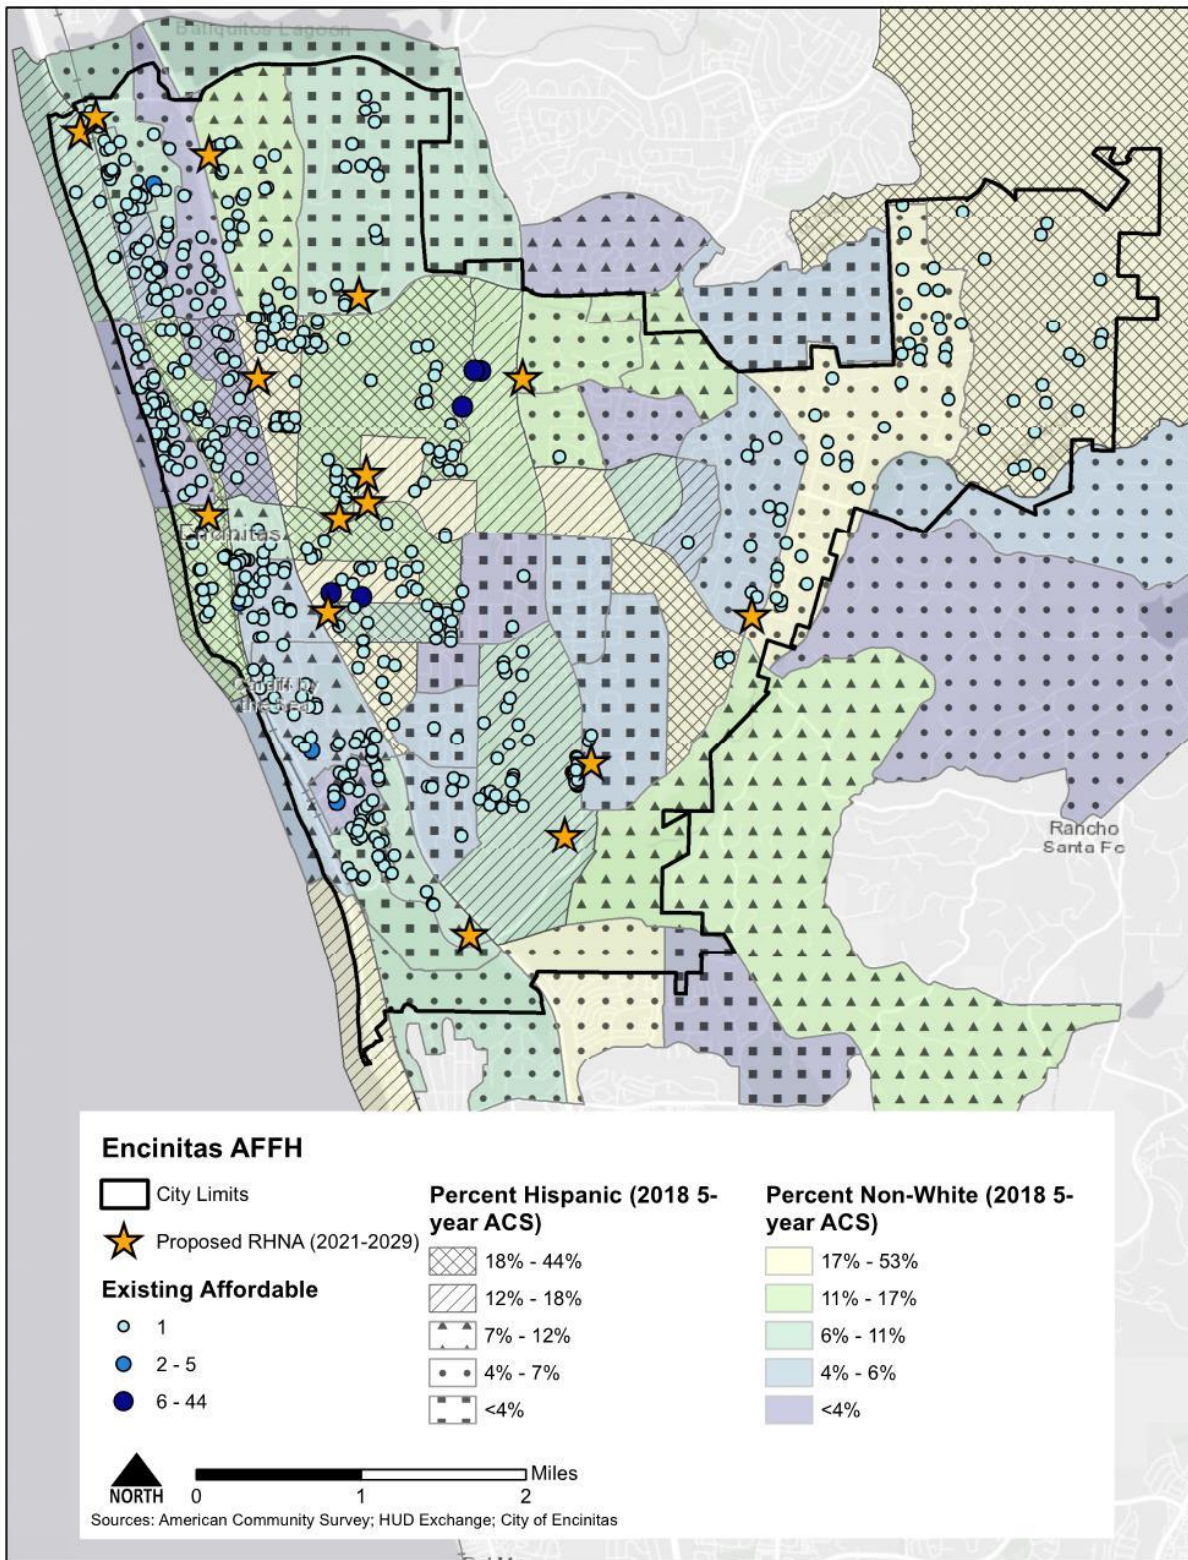 Batiquitos Lagoon
Encinitas
Cardiff by
the Sea
Rancho
Santa Fe
Encinitas AFFH
City Limits
Proposed RHNA (2021-2029)
Existing Affordable
1
2 - 5
6 - 44
Percent Hispanic (2018 5-
year ACS)
18% - 44%
12% - 18%
7% - 12%
4% - 7%
<4%
Percent Non-White (2018 5-
year ACS)
17% - 53%
11% - 17%
6% - 11%
4% - 6%
<4%
NORTH
0 1 2
Miles
Sources: American Community Survey; HUD Exchange; City of Encinitas